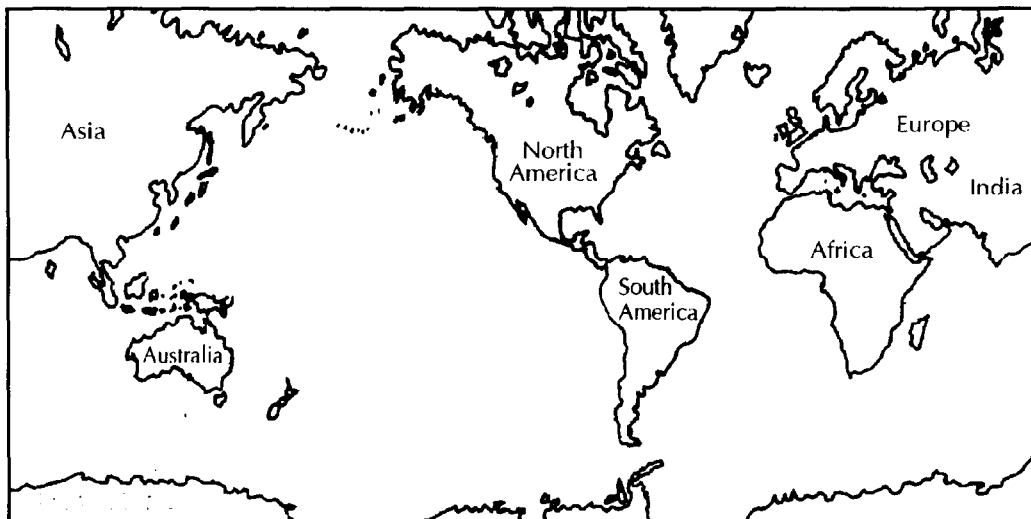 Asia
North
America
Europe
India
Africa
South
America
Australia